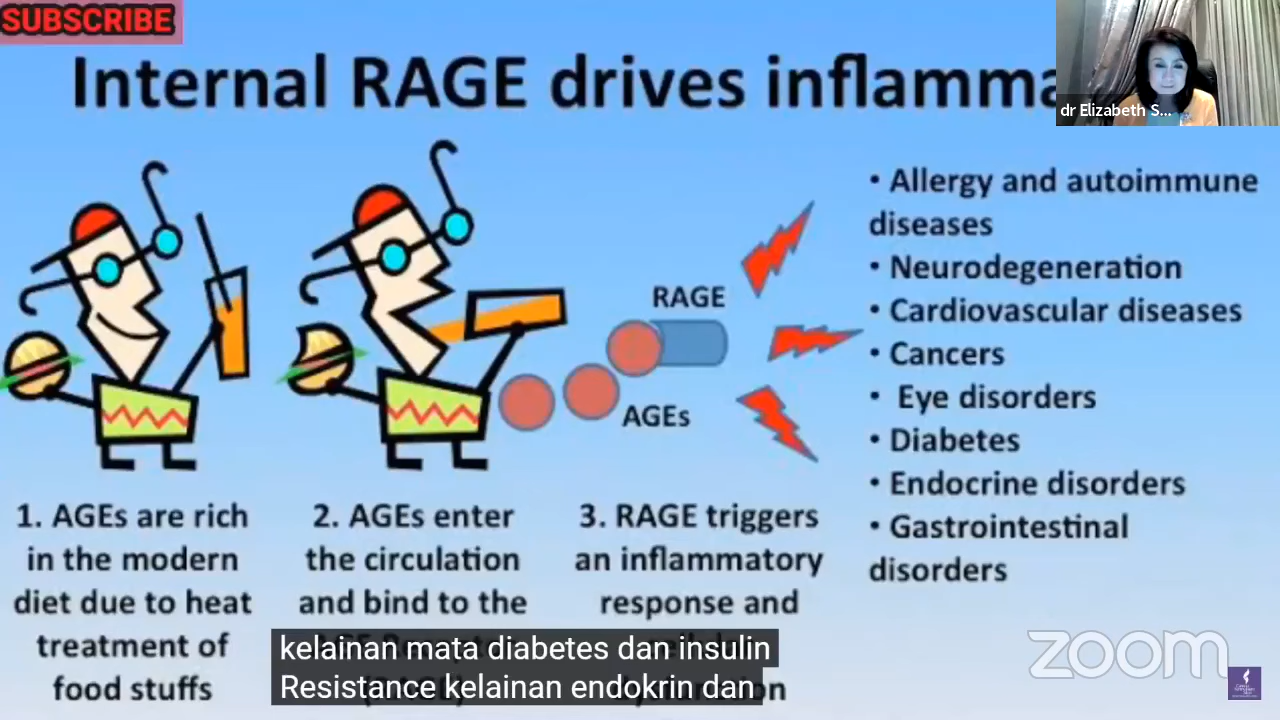 SUBSCRIBE
Internal RAGE drives inflamma
dr Elizabeth S...
RAGE
AGEs
1. AGEs are rich
in the modern
diet due to heat
treatment of
food stuffs
2. AGEs enter
the circulation
and bind to the
3. RAGE triggers
an inflammatory
response and
• Allergy and autoimmune
diseases
• Neurodegeneration
• Cardiovascular diseases
• Cancers
• Eye disorders
• Diabetes
• Endocrine disorders
• Gastrointestinal
disorders
kelainan mata diabetes dan insulin
Resistance kelainan endokrin dan
zoom